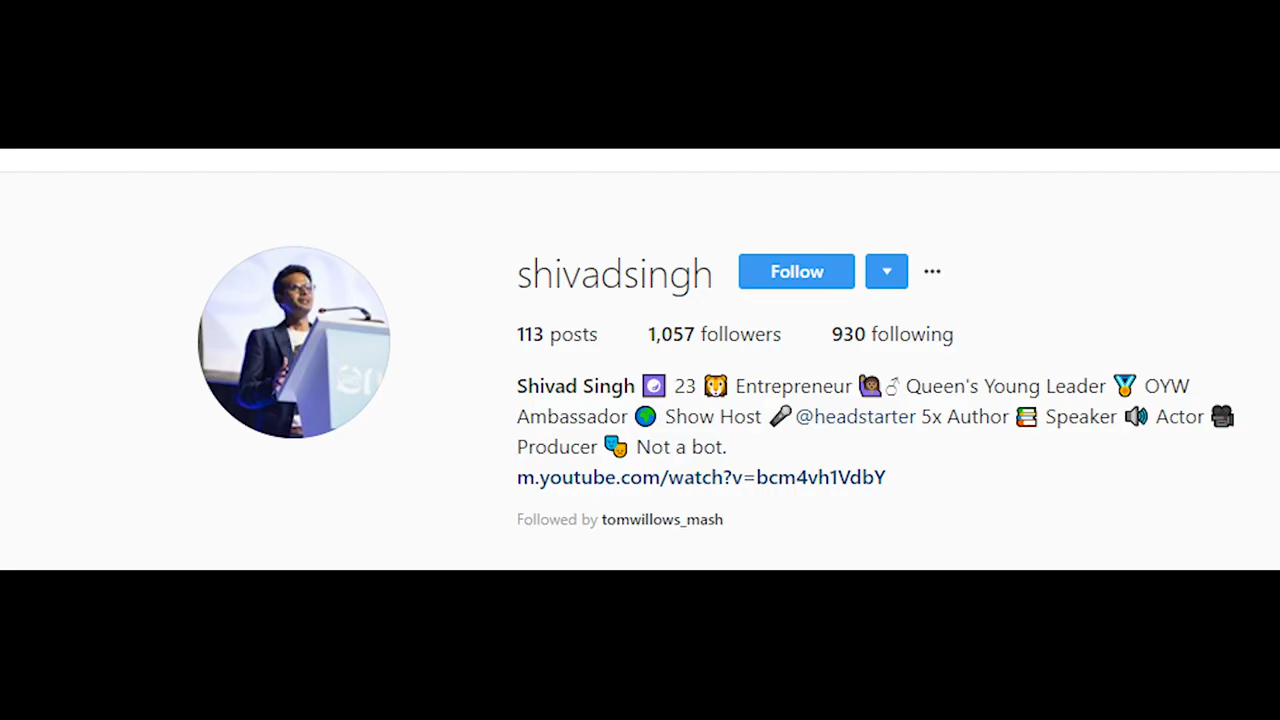 shivadsingh Follow
113 posts 1,057 followers 930 following
Shivad Singh 23 Entrepreneur Queen's Young Leader OYW
Ambassador Show Host @headstarter 5x Author Speaker Actor
Producer Not a bot.
m.youtube.com/watch?v=bcm4vh1VdbY
Followed by tomwillows_mash